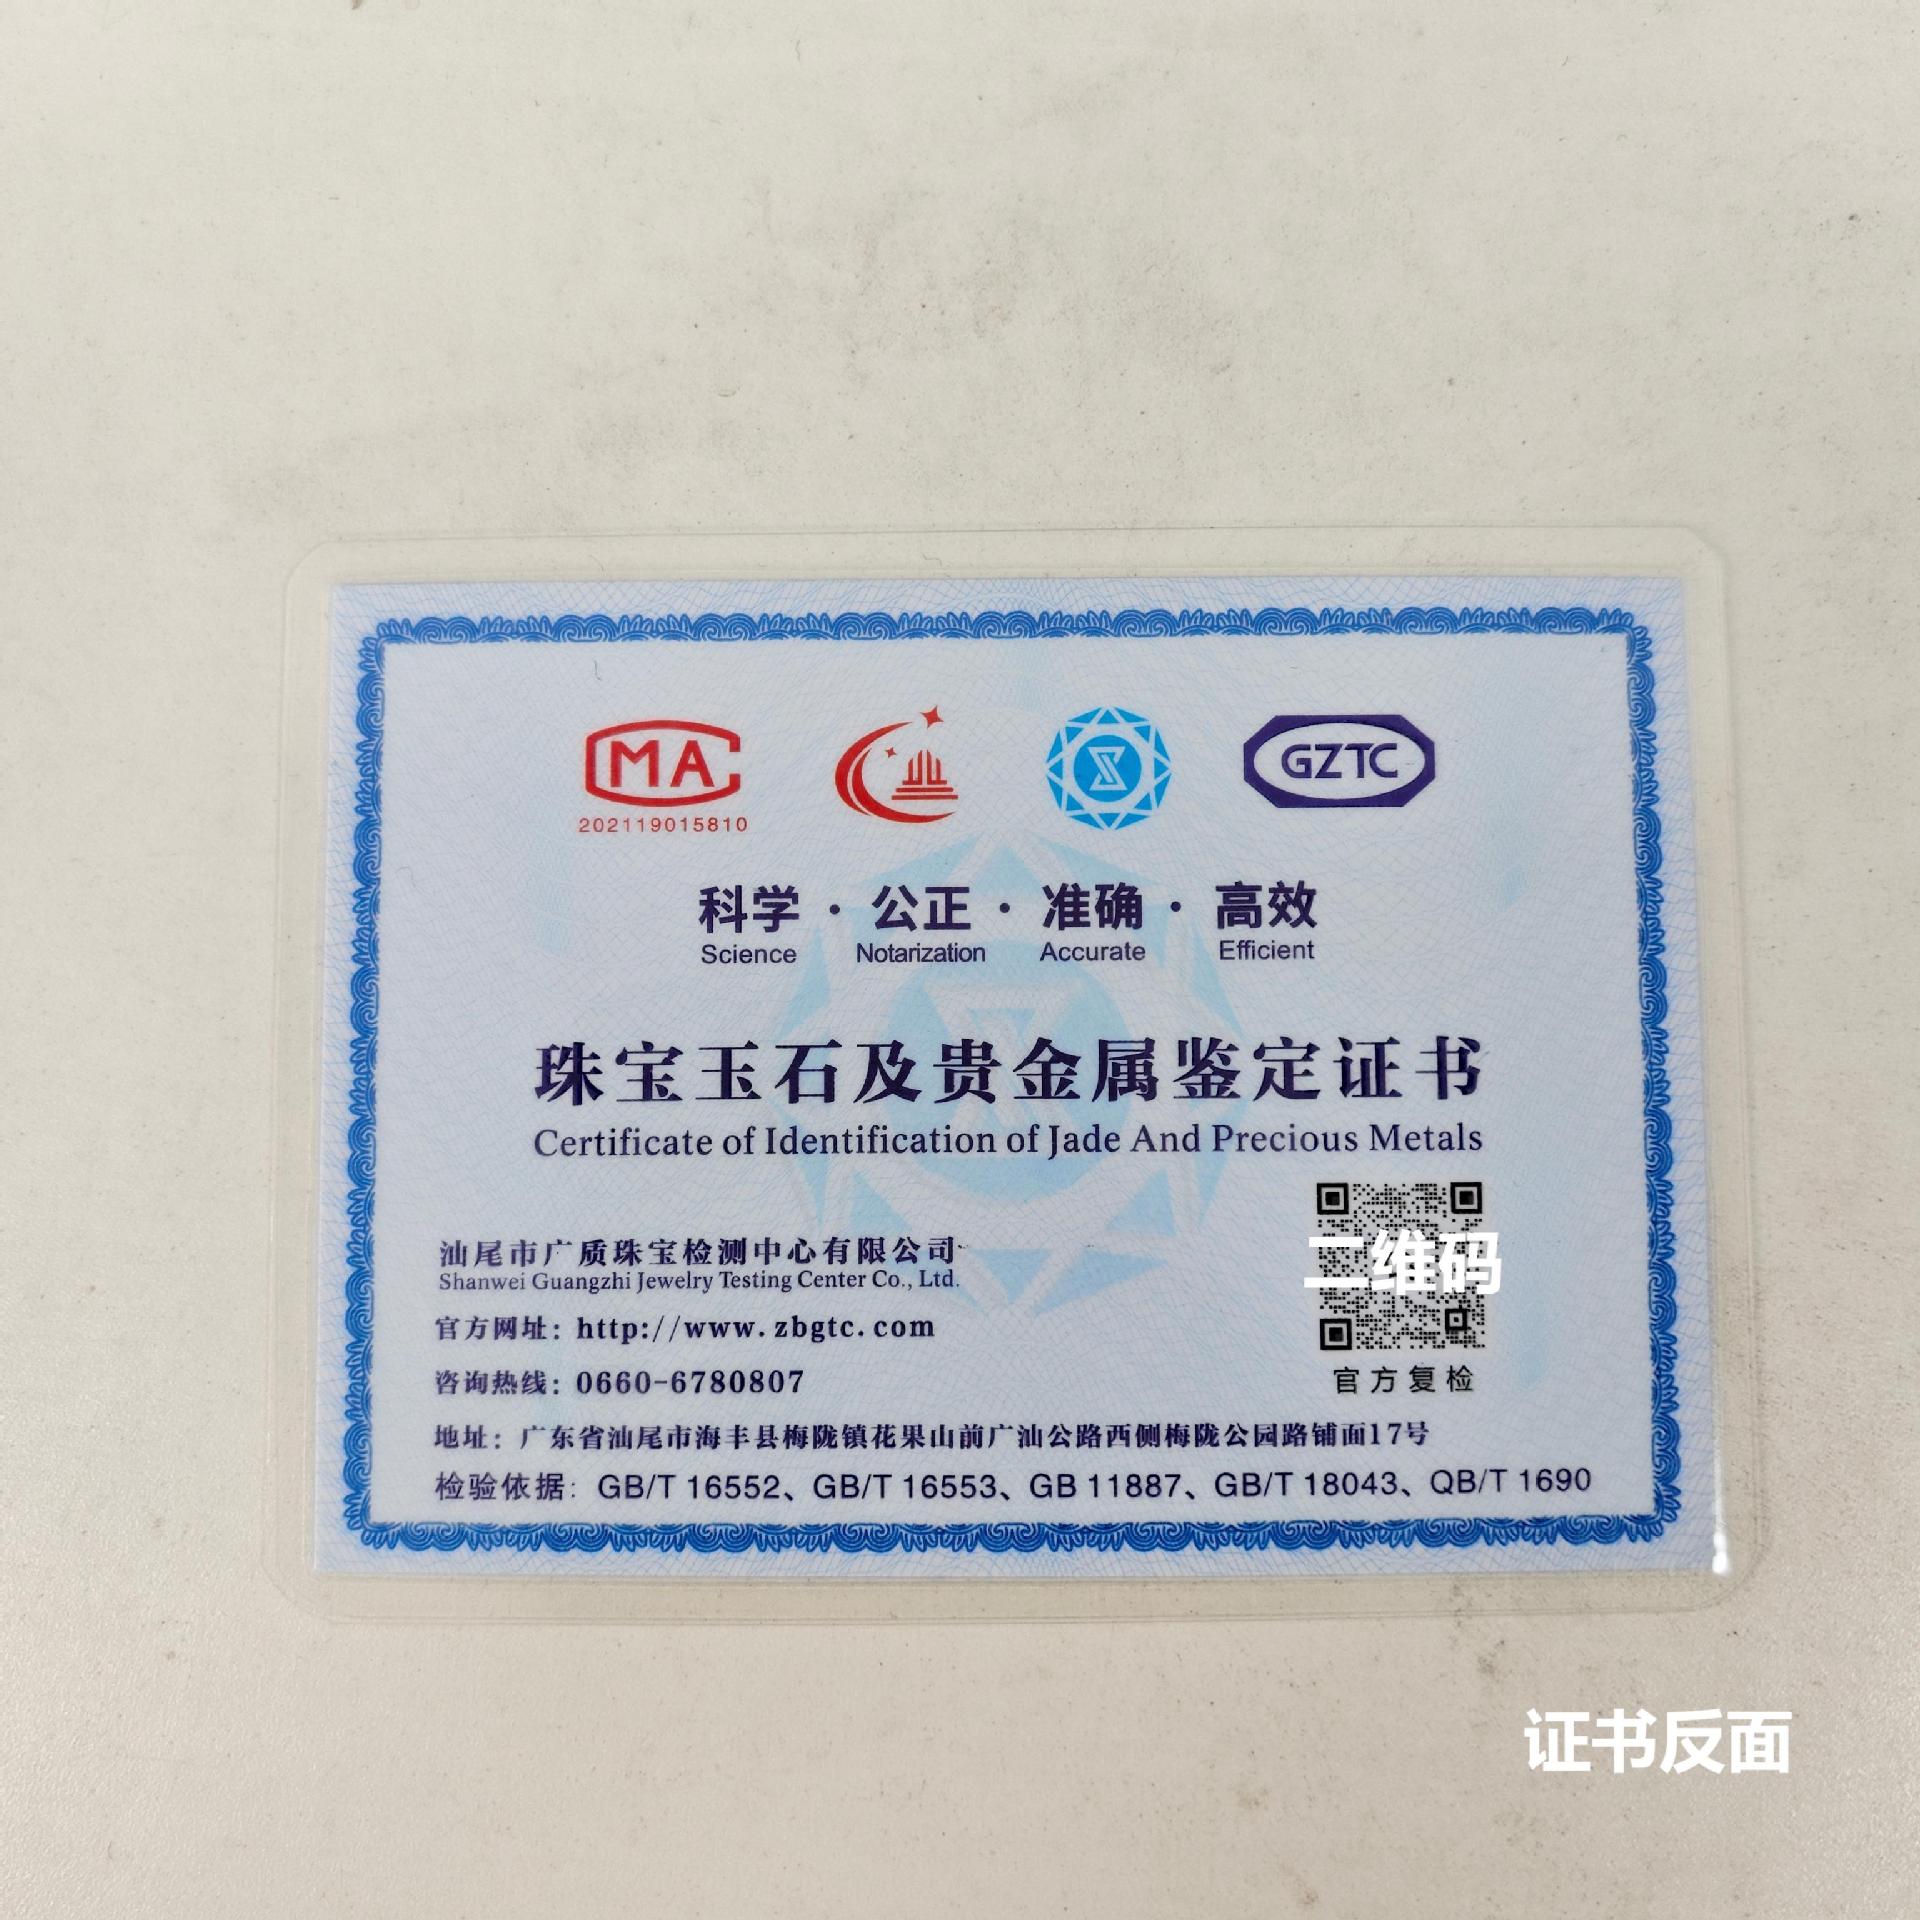 MA
202119015810
GZTC
科学 · 公正 · 准确 · 高效
Science Notarization Accurate Efficient
珠宝玉石及贵金属鉴定证书
Certificate of Identification of Jade And Precious Metals
汕尾市广质珠宝检测中心有限公司
Shanwei Guangzhi Jewelry Testing Center Co., Ltd.
官方网址: http://www.zbgtc.com
咨询热线: 0660-6780807
二维码
官方复检
地址: 广东省汕尾市海丰县梅陇镇花果山前广汕公路西侧梅陇公园路铺面17号
检验依据: GB/T 16552、GB/T 16553、GB 11887、GB/T 18043、QB/T 1690
证书反面